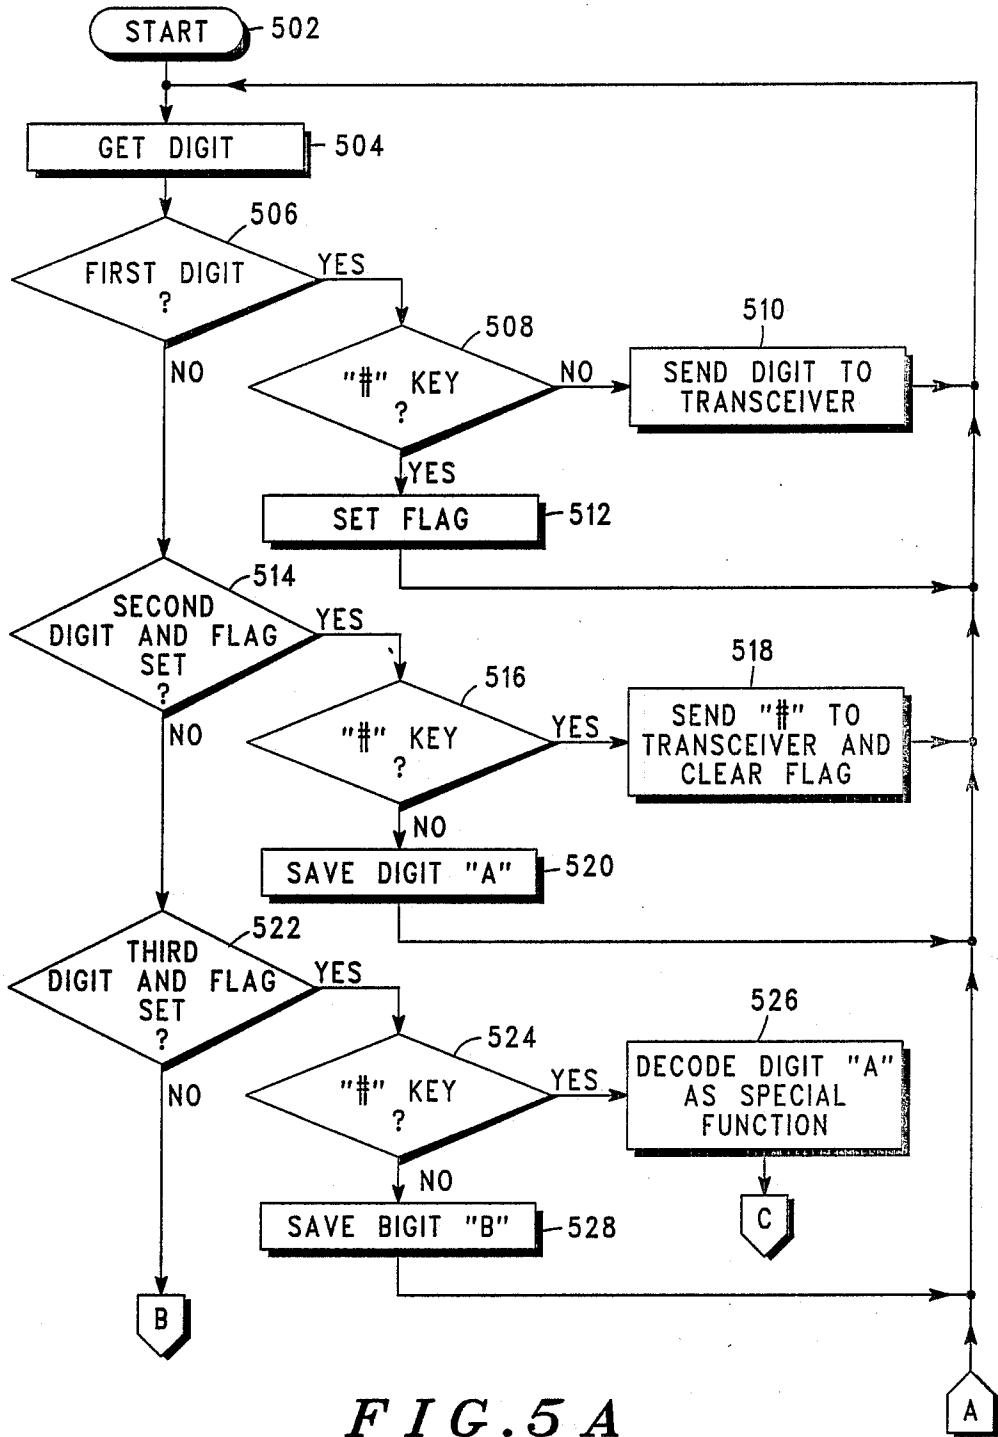 START
502
GET DIGIT
504
506
FIRST DIGIT
?
YES
NO
508
"#" KEY
?
NO
YES
510
SEND DIGIT TO
TRANSCEIVER
SET FLAG
512
514
SECOND
DIGIT AND FLAG
SET
?
YES
NO
516
"#" KEY
?
YES
NO
518
SEND "#" TO
TRANSCEIVER AND
CLEAR FLAG
SAVE DIGIT "A"
520
522
THIRD
DIGIT AND FLAG
SET
?
YES
NO
524
"#" KEY
?
YES
NO
526
DECODE DIGIT "A"
AS SPECIAL
FUNCTION
C
SAVE BIGIT "B"
528
B
A
FIG.5A